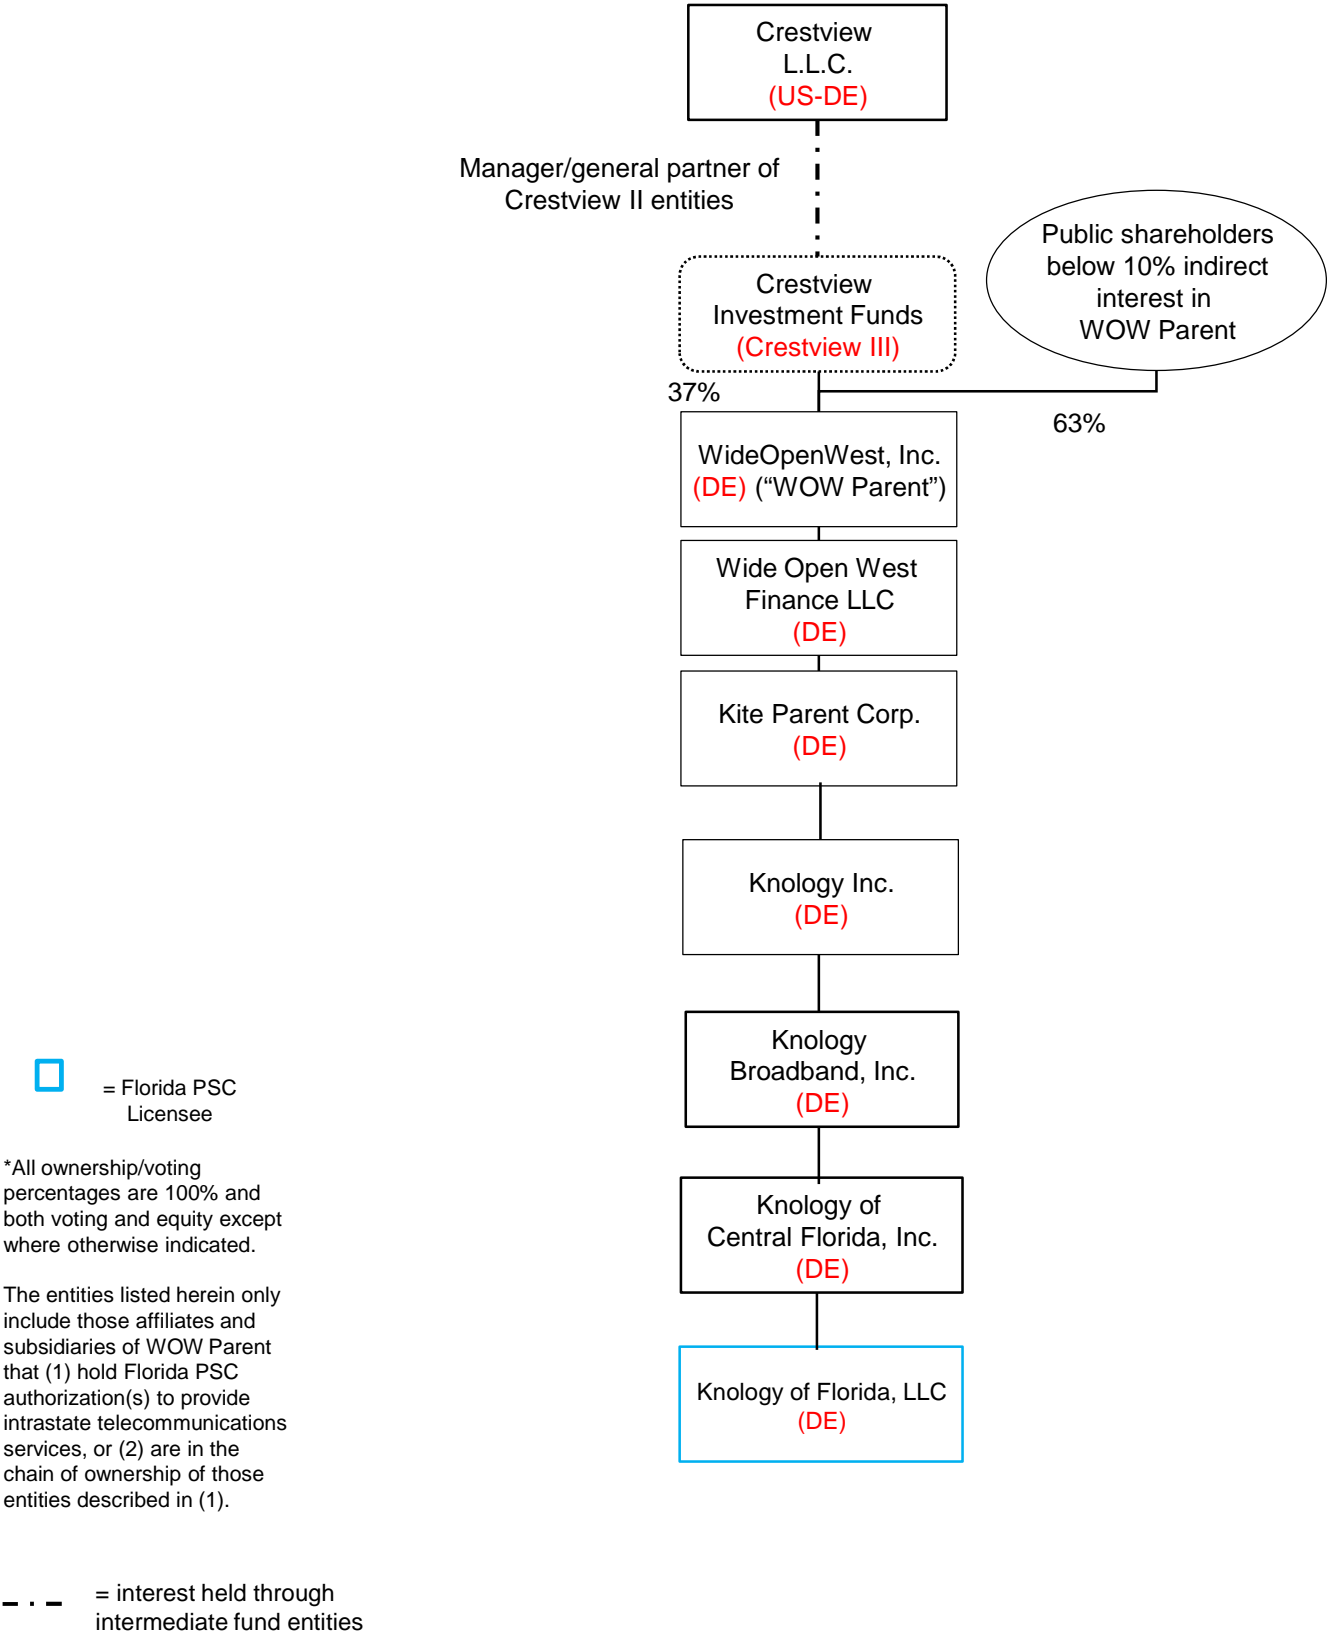 Crestview
L.L.C.
(US-DE)
Manager/general partner of
Crestview II entities
Public shareholders
below 10% indirect
interest in
WOW Parent
Crestview
Investment Funds
(Crestview III)
37%
63%
WideOpenWest, Inc.
(DE) (“WOW Parent”)
Wide Open West
Finance LLC
(DE)
Kite Parent Corp.
(DE)
Knology Inc.
(DE)
Knology
Broadband, Inc.
(DE)
Knology of
Central Florida, Inc.
(DE)
Knology of Florida, LLC
(DE)
= Florida PSC
Licensee
*All ownership/voting
percentages are 100% and
both voting and equity except
where otherwise indicated.
The entities listed herein only
include those affiliates and
subsidiaries of WOW Parent
that (1) hold Florida PSC
authorization(s) to provide
intrastate telecommunications
services, or (2) are in the
chain of ownership of those
entities described in (1).
= interest held through
intermediate fund entities